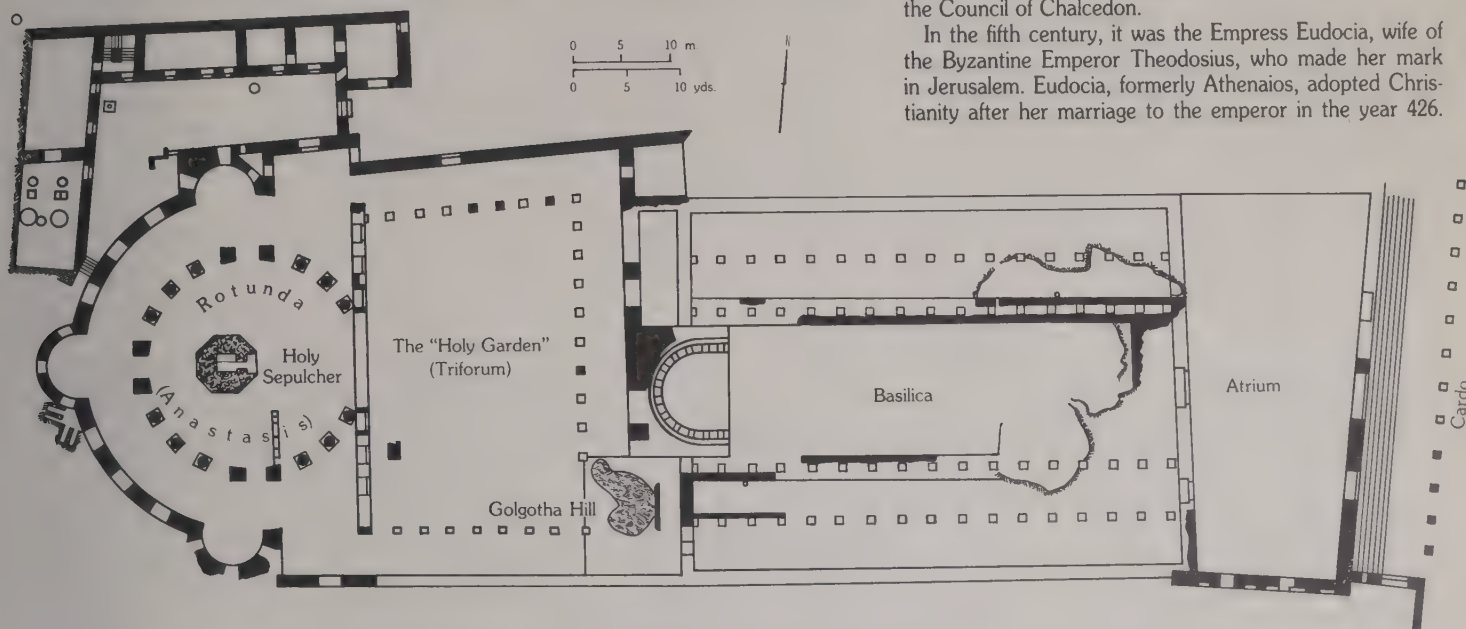 the Council of Chalcedon.
In the fifth century, it was the Empress Eudocia, wife of
the Byzantine Emperor Theodosius, who made her mark
in Jerusalem. Eudocia, formerly Athenaios, adopted Chris-
tianity after her marriage to the emperor in the year 426.
0 5 10 m.
0 5 10 yds.
N
Rotunda
(Anastasis)
Holy
Sepulcher
The "Holy Garden"
(Triforum)
Golgotha Hill
Basilica
Atrium
Cardo